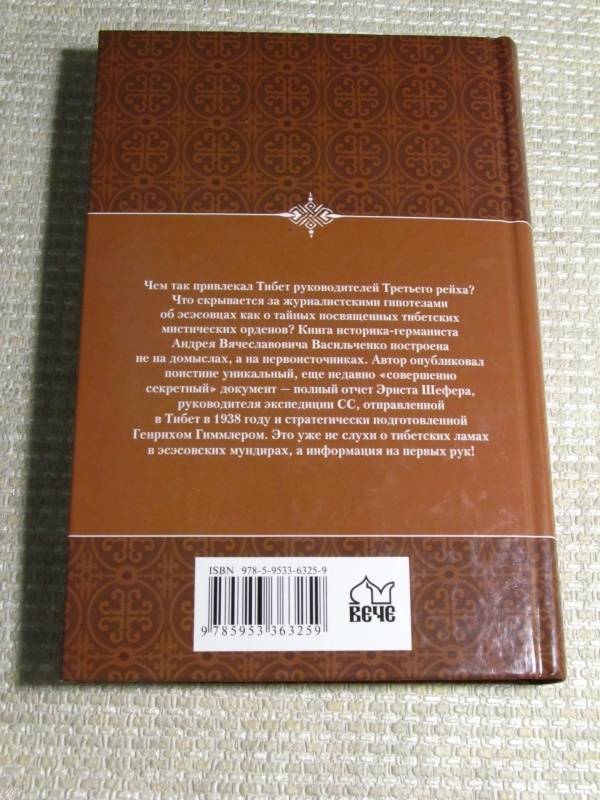 Чем так привлекал Тибет руководителей Третьего рейха?
Что скрывается за журналистскими гипотезами
об эсэсовцах как о тайных посвященных тибетских
мистических орденов? Книга историка-германиста
Андрея Вячеславовича Васильченко построена
не на домыслах, а на первоисточниках. Автор опубликовал
поистине уникальный, еще недавно «совершенно
секретный» документ — полный отчет Эрнста Шефера,
руководителя экспедиции СС, отправленной
в Тибет в 1938 году и стратегически подготовленной
Генрихом Гиммлером. Это уже не слухи о тибетских ламах
в эсэсовских мундирах, а информация из первых рук!
ISBN 978-5-9533-6325-9
9 785953 363259
ВЕЧЕ